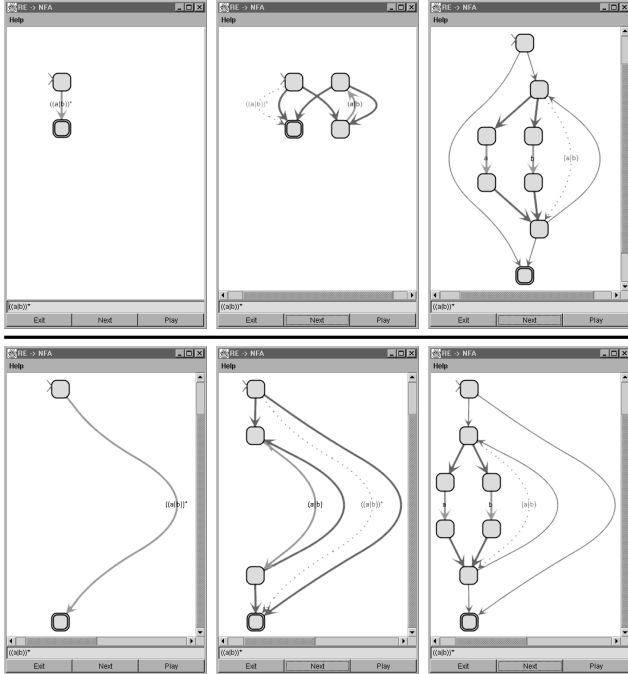 RE -> NFA
Help
((a|b))*
((a|b))*
Exit Next Play
RE -> NFA
Help
((a|b))* (a|b)
((a|b))*
Exit Next Play
RE -> NFA
Help
a b (a|b)
((a|b))*
Exit Next Play
RE -> NFA
Help
((a|b))*
((a|b))*
Exit Next Play
RE -> NFA
Help
(a|b) ((a|b))*
((a|b))*
Exit Next Play
RE -> NFA
Help
a b (a|b)
((a|b))*
Exit Next Play